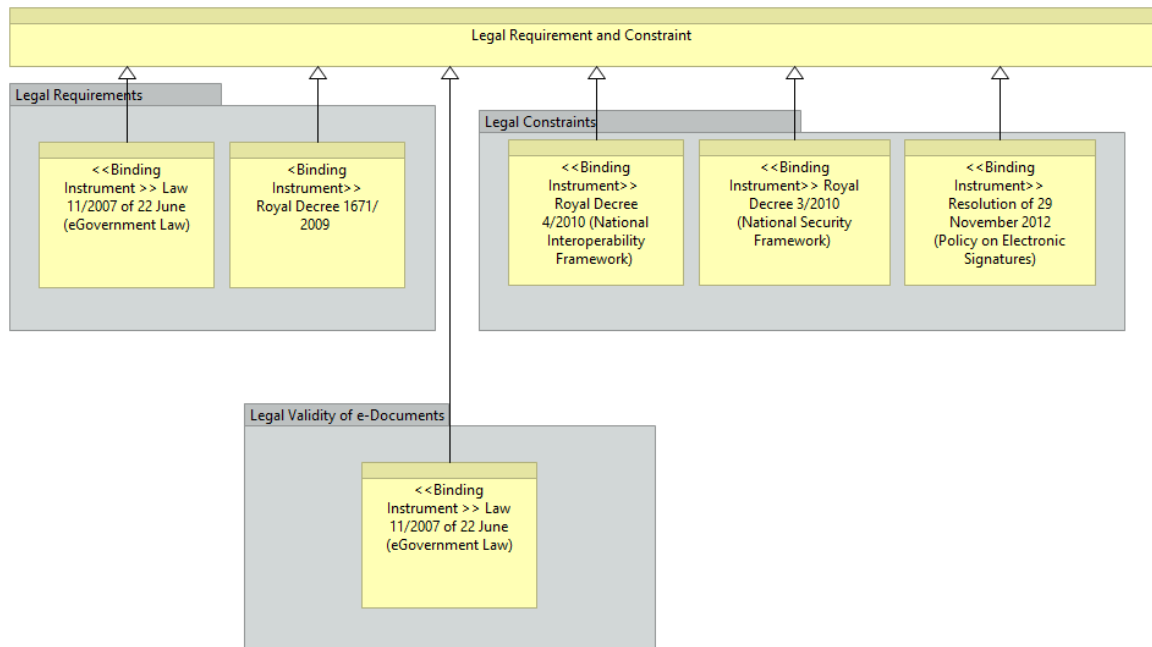 Legal Requirement and Constraint
Legal Requirements
<<Binding
Instrument >> Law
11/2007 of 22 June
(eGovernment Law)
<Binding
Instrument>>
Royal Decree 1671/
2009
Legal Constraints
<<Binding
Instrument>>
Royal Decree
4/2010 (National
Interoperability
Framework)
<<Binding
Instrument>> Royal
Decree 3/2010
(National Security
Framework)
<<Binding
Instrument>>
Resolution of 29
November 2012
(Policy on Electronic
Signatures)
Legal Validity of e-Documents
<<Binding
Instrument >> Law
11/2007 of 22 June
(eGovernment Law)